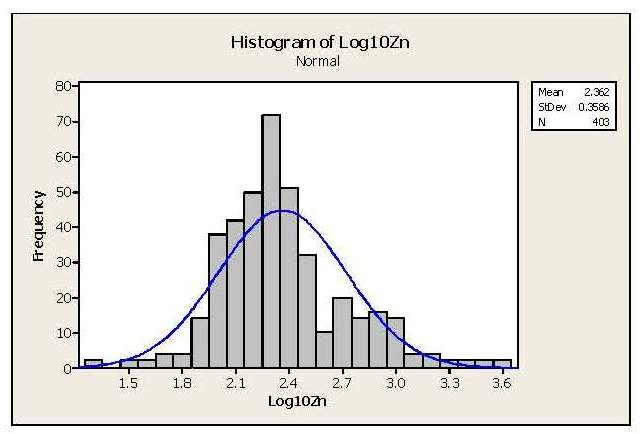 Histogram of Log10Zn
Normal
Mean 2.362
StDev 0.3586
N 403
Frequency
80
70
60
50
40
30
20
10
0
1.5 1.8 2.1 2.4 2.7 3.0 3.3 3.6
Log10Zn